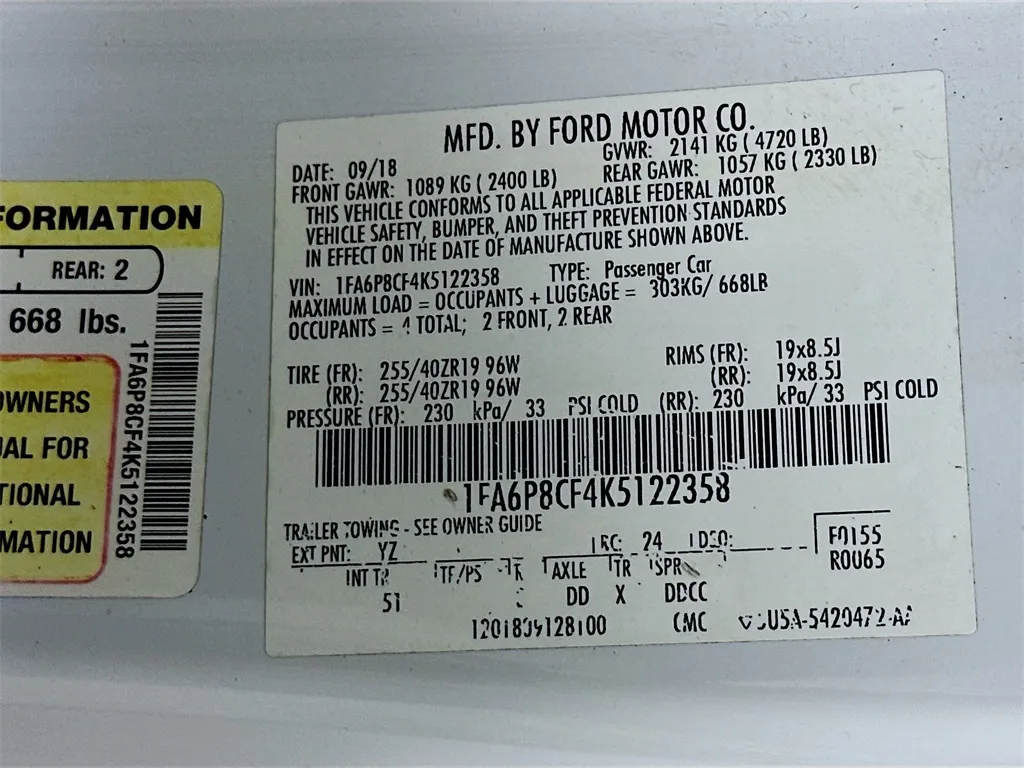 FORMATION
REAR: 2
668 lbs.
OWNERS
UAL FOR
TIONAL
MATION
1FA6P8CF4K5122358
MFD. BY FORD MOTOR CO.
DATE: 09/18 GVWR: 2141 KG ( 4720 LB)
FRONT GAWR: 1089 KG ( 2400 LB) REAR GAWR: 1057 KG ( 2330 LB)
THIS VEHICLE CONFORMS TO ALL APPLICABLE FEDERAL MOTOR
VEHICLE SAFETY, BUMPER, AND THEFT PREVENTION STANDARDS
IN EFFECT ON THE DATE OF MANUFACTURE SHOWN ABOVE.
VIN: 1FA6P8CF4K5122358 TYPE: Passenger Car
MAXIMUM LOAD = OCCUPANTS + LUGGAGE = 303KG/ 668LB
OCCUPANTS = 4 TOTAL; 2 FRONT, 2 REAR
TIRE (FR): 255/40ZR19 96W RIMS (FR): 19x8.5J
(RR): 255/40ZR19 96W (RR): 19x8.5J
PRESSURE (FR): 230 kPa/ 33 PSI COLD (RR): 230 kPa/ 33 PSI COLD
1FA6P8CF4K5122358
TRAILER TOWING - SEE OWNER GUIDE
EXT PNT: YZ RC: 24 DSO: F0155
R0065
INT TR TP/PS R AXLE TR SPR
51 DD X DDCC
CMC